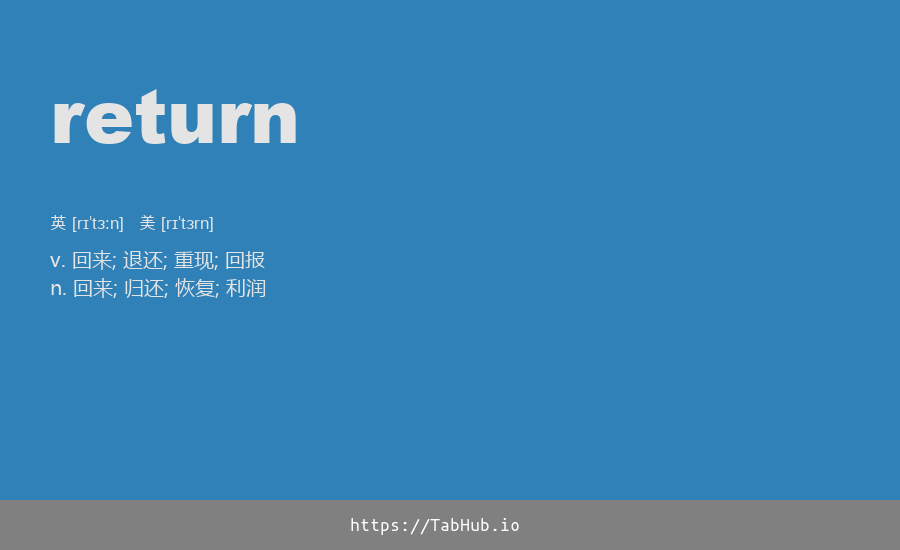 return
英 [rɪˈtɜːn] 美 [rɪˈtɜrn]
v. 回来; 退还; 重现; 回报
n. 回来; 归还; 恢复; 利润
https://TabHub.io